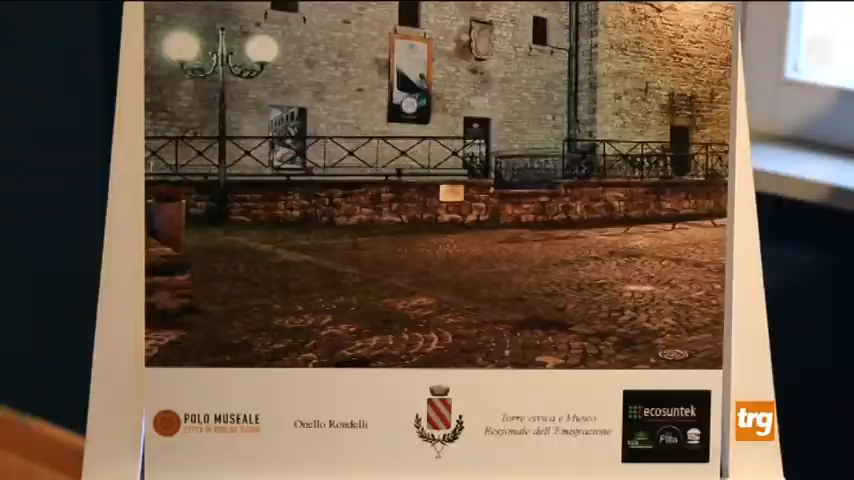 POLO MUSEALE
Onello Rondelli
Torre civica e Museo
Regionale dell'Emigrazione
ecosuntek
trg